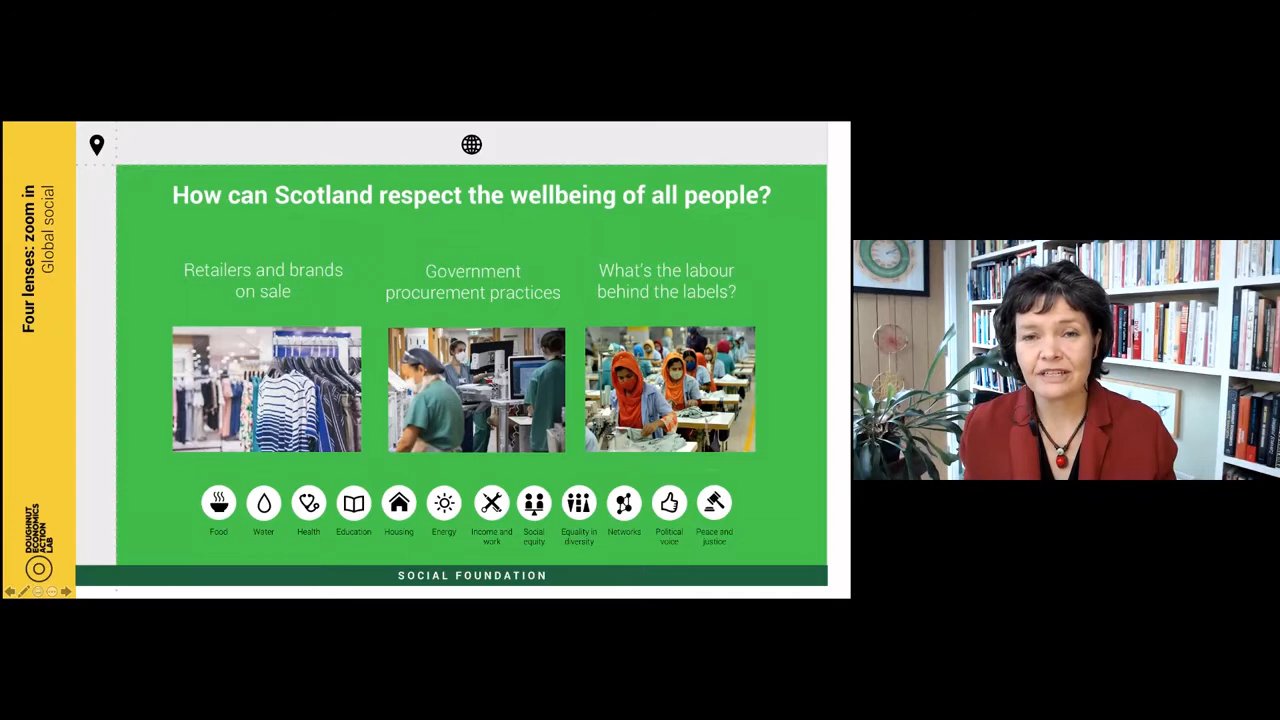 Four lenses: zoom in
Global social
DOUGHNUT
ECONOMICS
ACTION
LAB
How can Scotland respect the wellbeing of all people?
Retailers and brands
on sale
Government
procurement practices
What's the labour
behind the labels?
Food
Water
Health
Education
Housing
Energy
Income and
work
Social
equity
Equality in
diversity
Networks
Political
voice
Peace and
justice
SOCIAL FOUNDATION